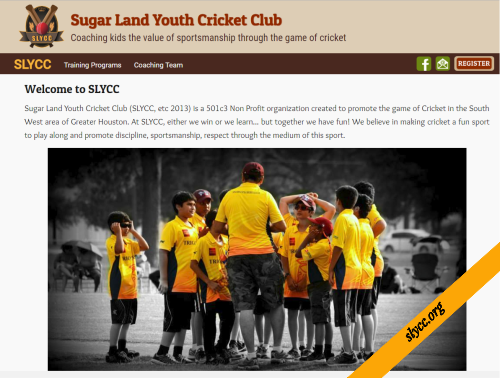 SLYCC
Sugar Land Youth Cricket Club
Coaching kids the value of sportsmanship through the game of cricket
SLYCC Training Programs Coaching Team REGISTER
Welcome to SLYCC
Sugar Land Youth Cricket Club (SLYCC, etc 2013) is a 501c3 Non Profit organization created to promote the game of Cricket in the South
West area of Greater Houston. At SLYCC, either we win or we learn... but together we have fun! We believe in making cricket a fun sport
to play along and promote discipline, sportsmanship, respect through the medium of this sport.
slycc.org